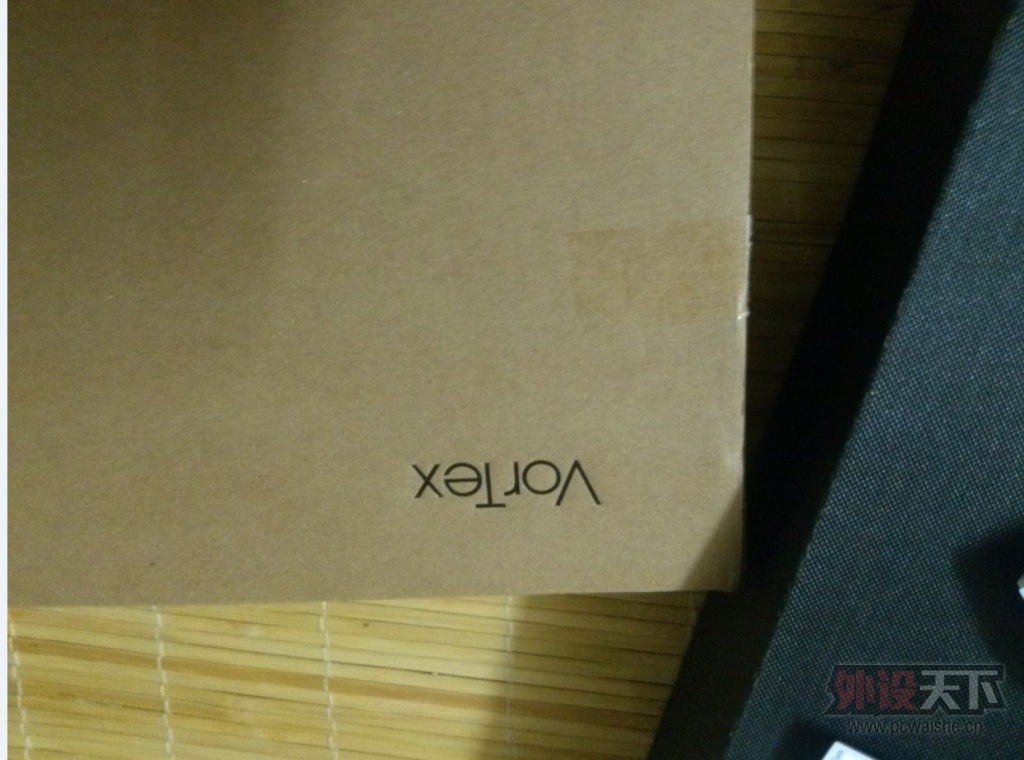 VorTex
外设天下
www.pcwaishe.cn